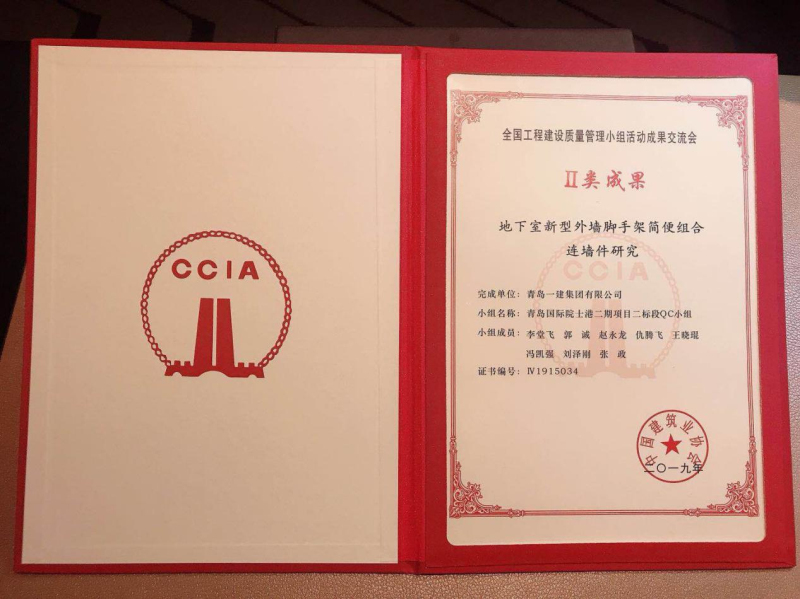 CCIA
全国工程建设质量管理小组活动成果交流会
Ⅱ类成果
地下室新型外墙脚手架简便组合
连墙件研究
CCIA
完成单位：青岛一建集团有限公司
小组名称：青岛国际院士港二期项目二标段QC小组
小组成员：李堂飞 郭 诚 赵永龙 仇腾飞 王晓琨
冯凯强 刘泽刚 张 政
证书编号：Ⅳ1915034
中国建筑业协会
二〇一九年